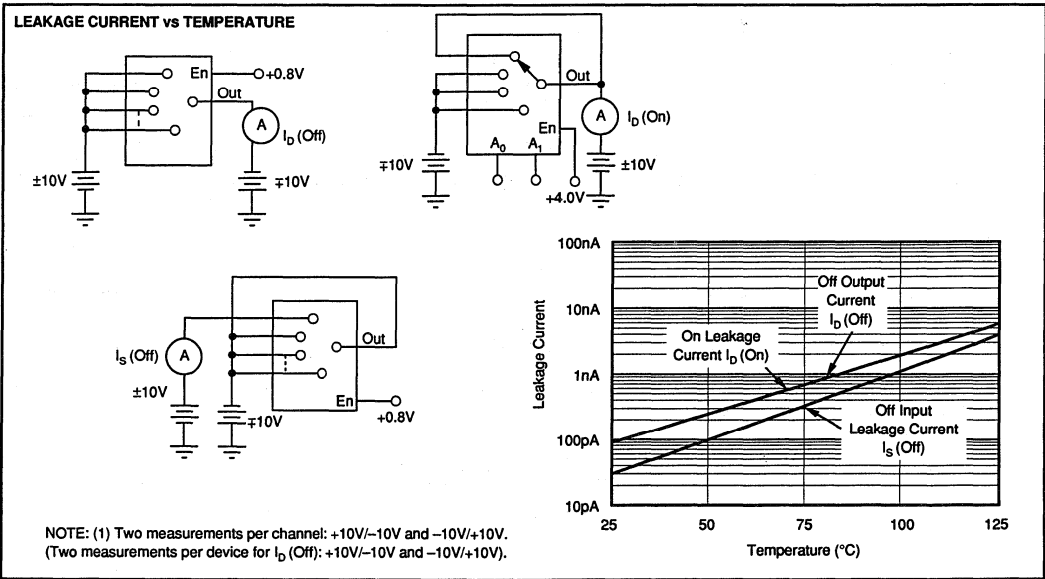 LEAKAGE CURRENT vs TEMPERATURE
En
+0.8V
Out
A
I_D (Off)
±10V
∓10V
Out
A
I_D (On)
En
A_0
A_1
∓10V
±10V
+4.0V
Out
I_S (Off)
A
±10V
∓10V
En
+0.8V
Leakage Current
100nA
10nA
1nA
100pA
10pA
Off Output
Current
I_D (Off)
On Leakage
Current I_D (On)
Off Input
Leakage Current
I_S (Off)
25
50
75
100
125
Temperature (°C)
NOTE: (1) Two measurements per channel: +10V/–10V and –10V/+10V.
(Two measurements per device for I_D (Off): +10V/–10V and –10V/+10V).